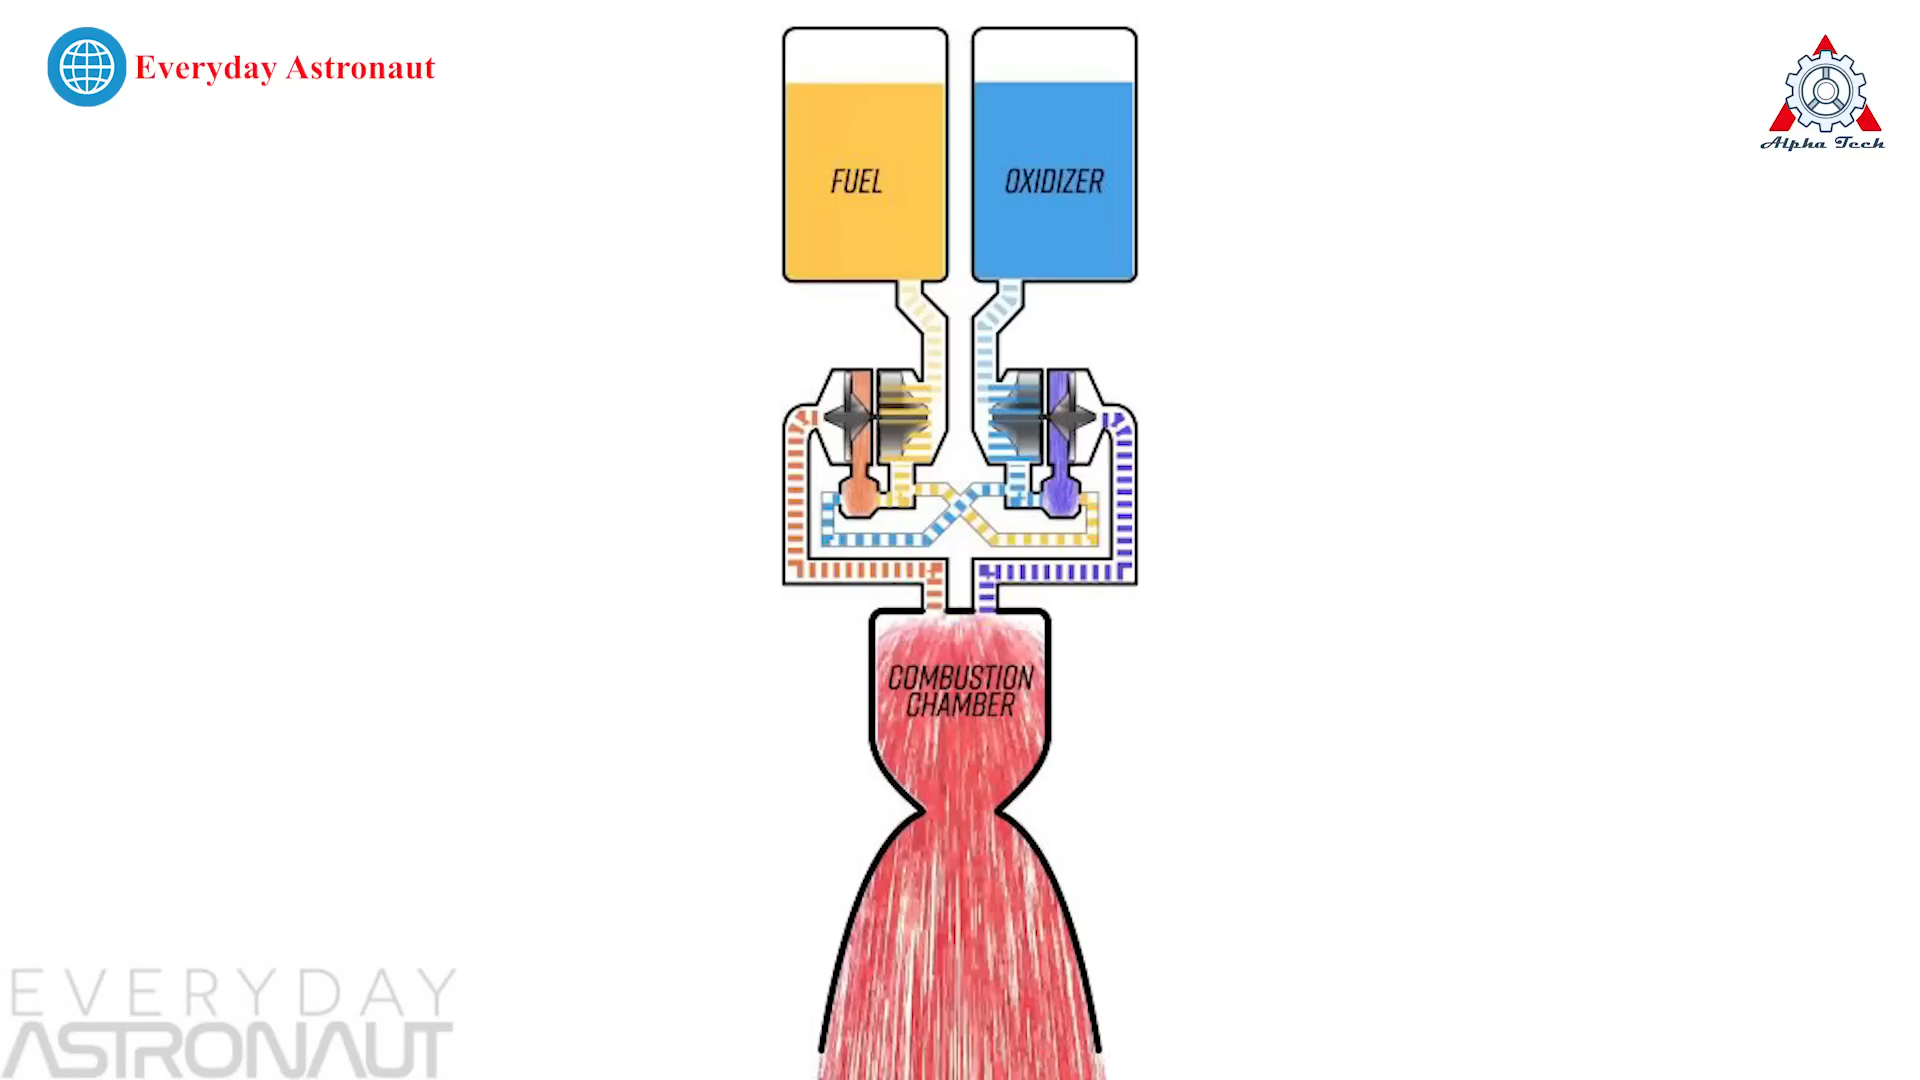 Everyday Astronaut
Alpha Tech
FUEL
OXIDIZER
COMBUSTION
CHAMBER
EVERYDAY
ASTRONAUT